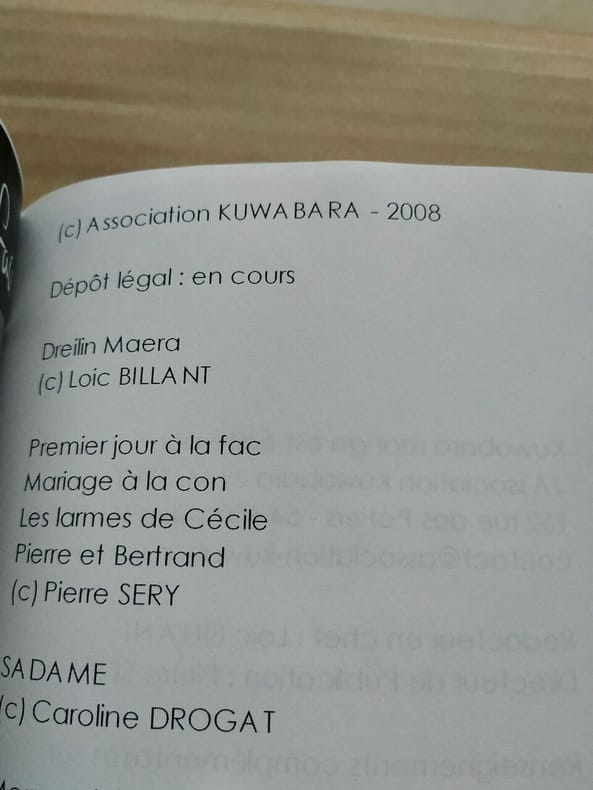 (c) Association KUWABARA - 2008
Dépôt légal : en cours
Dreilin Maera
(c) Loic BILLANT
Premier jour à la fac
Mariage à la con
Les larmes de Cécile
Pierre et Bertrand
(c) Pierre SERY
SADAME
(c) Caroline DROGAT